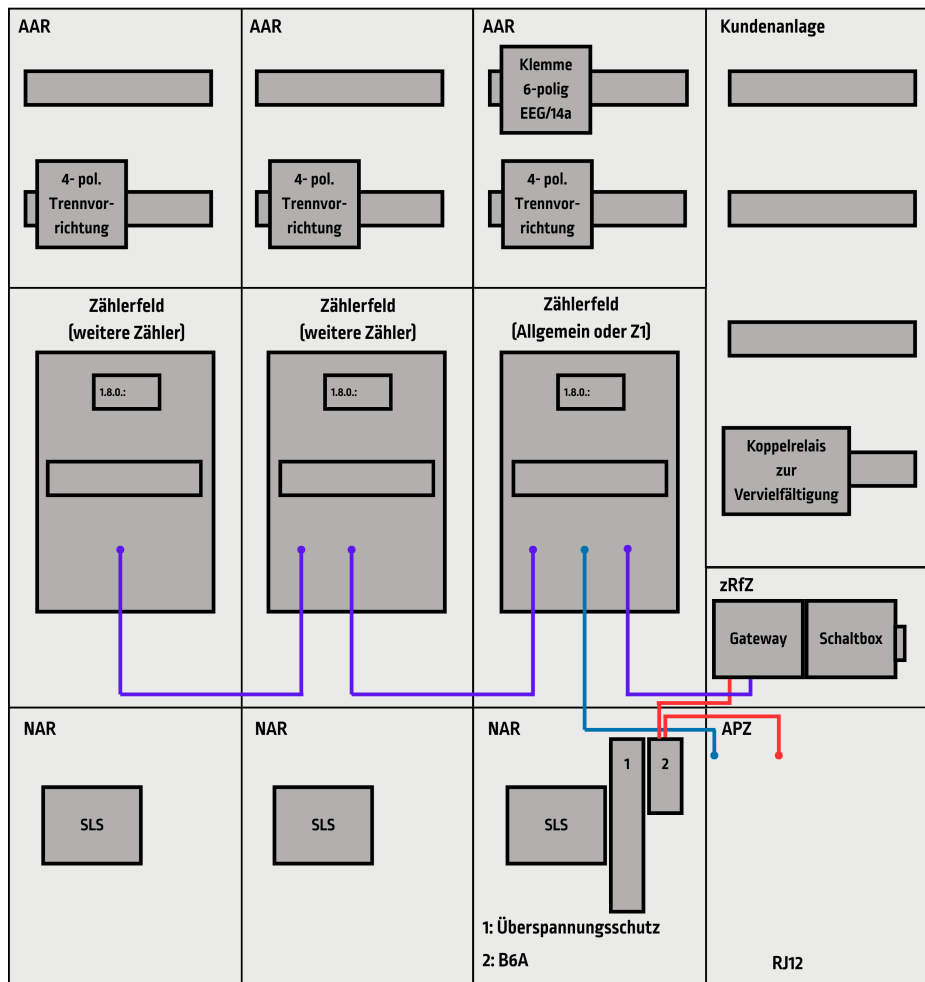 AAR
AAR
AAR
Kundenanlage
Klemme
6-polig
EEG/14a
4- pol.
Trennvor-
richtung
4- pol.
Trennvor-
richtung
4- pol.
Trennvor-
richtung
Zählerfeld
(weitere Zähler)
Zählerfeld
(weitere Zähler)
Zählerfeld
(Allgemein oder Z1)
1.8.0.:
1.8.0.:
1.8.0.:
Koppelrelais
zur
Vervielfältigung
zRfZ
Gateway
Schaltbox
NAR
NAR
NAR
APZ
SLS
SLS
SLS
1
2
1: Überspannungsschutz
2: B6A
RJ12